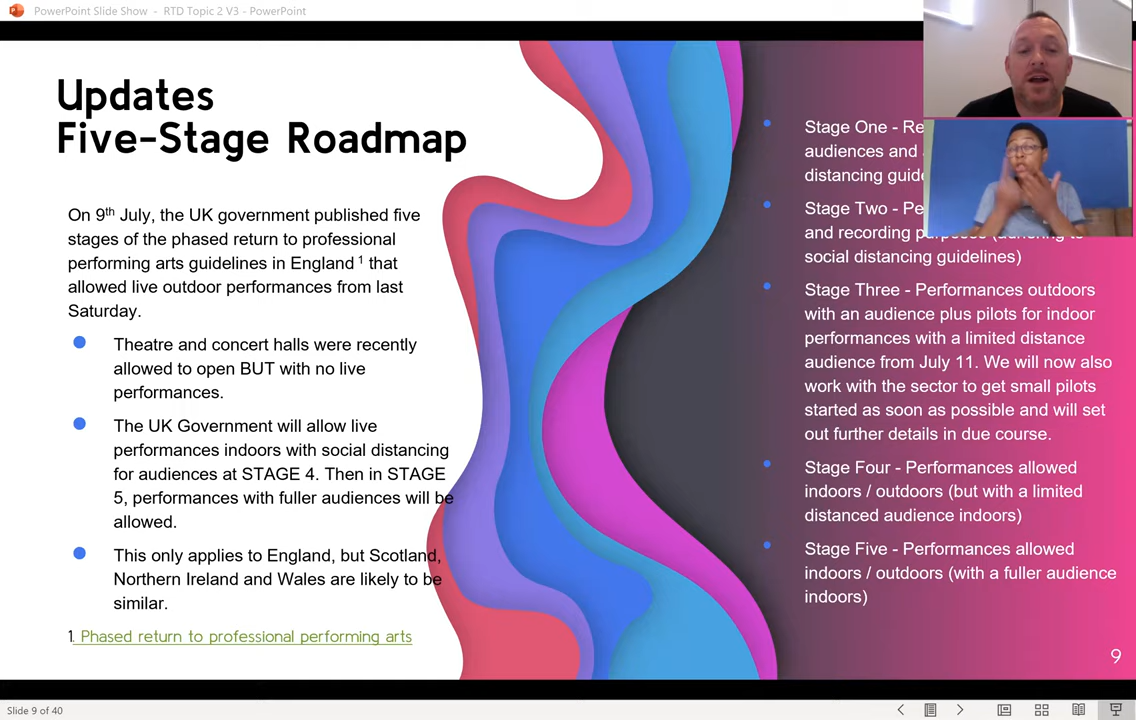 PowerPoint Slide Show - RTD Topic 2 V3 - PowerPoint
Updates
Five-Stage Roadmap
On 9th July, the UK government published five
stages of the phased return to professional
performing arts guidelines in England 1 that
allowed live outdoor performances from last
Saturday.
Theatre and concert halls were recently
allowed to open BUT with no live
performances.
The UK Government will allow live
performances indoors with social distancing
for audiences at STAGE 4. Then in STAGE
5, performances with fuller audiences will be
allowed.
This only applies to England, but Scotland,
Northern Ireland and Wales are likely to be
similar.
1. Phased return to professional performing arts
Stage One - Re
audiences and
distancing guide
Stage Two - Pe
and recording purposes (adhering to
social distancing guidelines)
Stage Three - Performances outdoors
with an audience plus pilots for indoor
performances with a limited distance
audience from July 11. We will now also
work with the sector to get small pilots
started as soon as possible and will set
out further details in due course.
Stage Four - Performances allowed
indoors / outdoors (but with a limited
distanced audience indoors)
Stage Five - Performances allowed
indoors / outdoors (with a fuller audience
indoors)
9
Slide 9 of 40